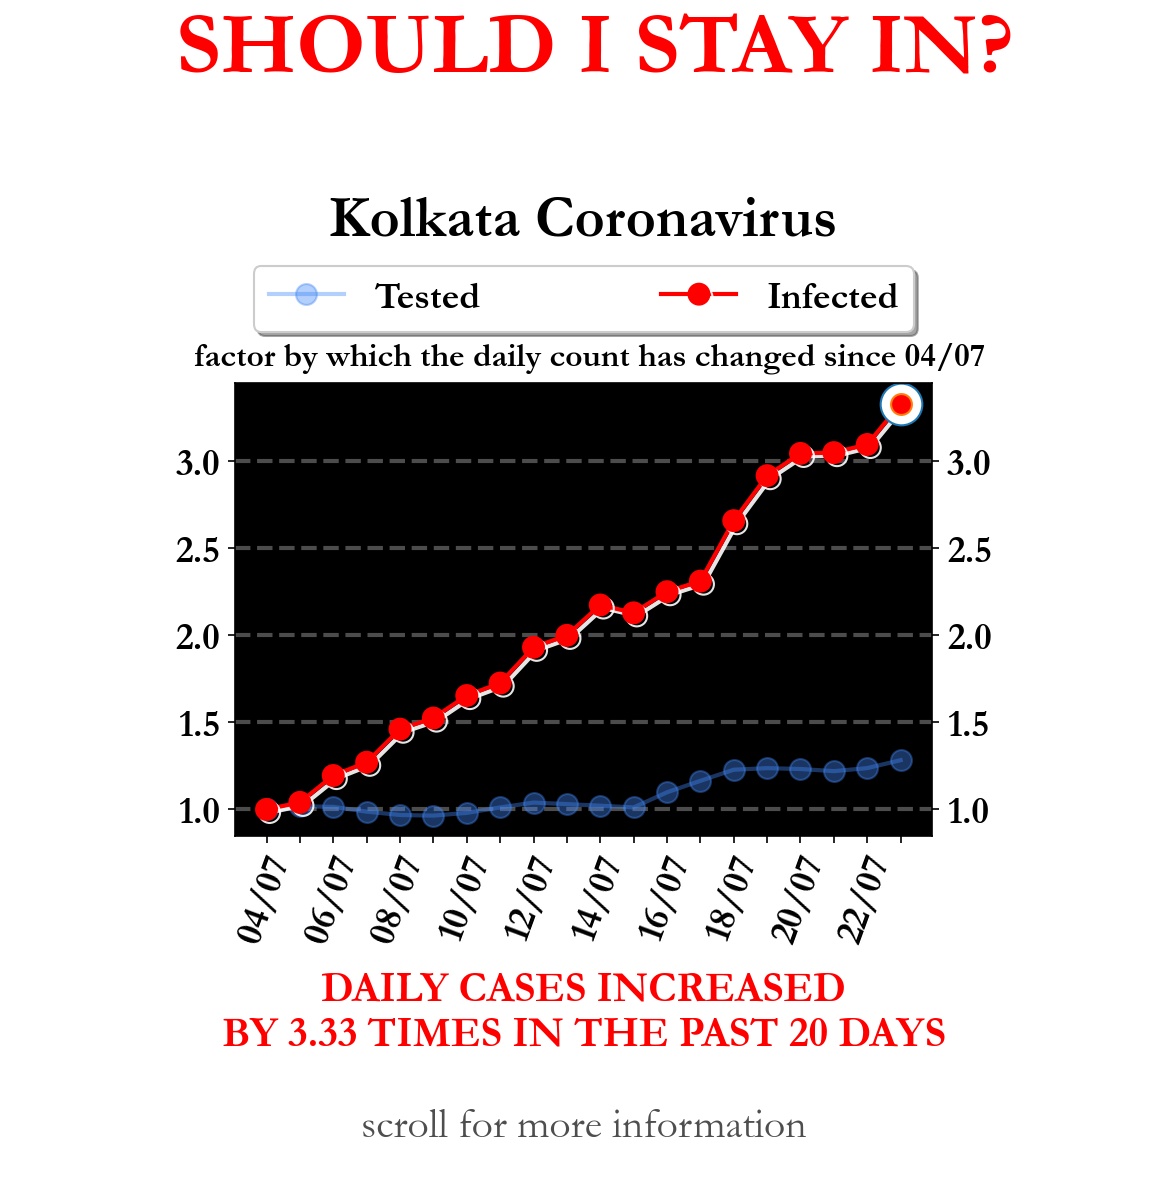 SHOULD I STAY IN?
Kolkata Coronavirus
Tested Infected
factor by which the daily count has changed since 04/07
3.0 3.0
2.5 2.5
2.0 2.0
1.5 1.5
1.0 1.0
04/07 06/07 08/07 10/07 12/07 14/07 16/07 18/07 20/07 22/07
DAILY CASES INCREASED
BY 3.33 TIMES IN THE PAST 20 DAYS
scroll for more information